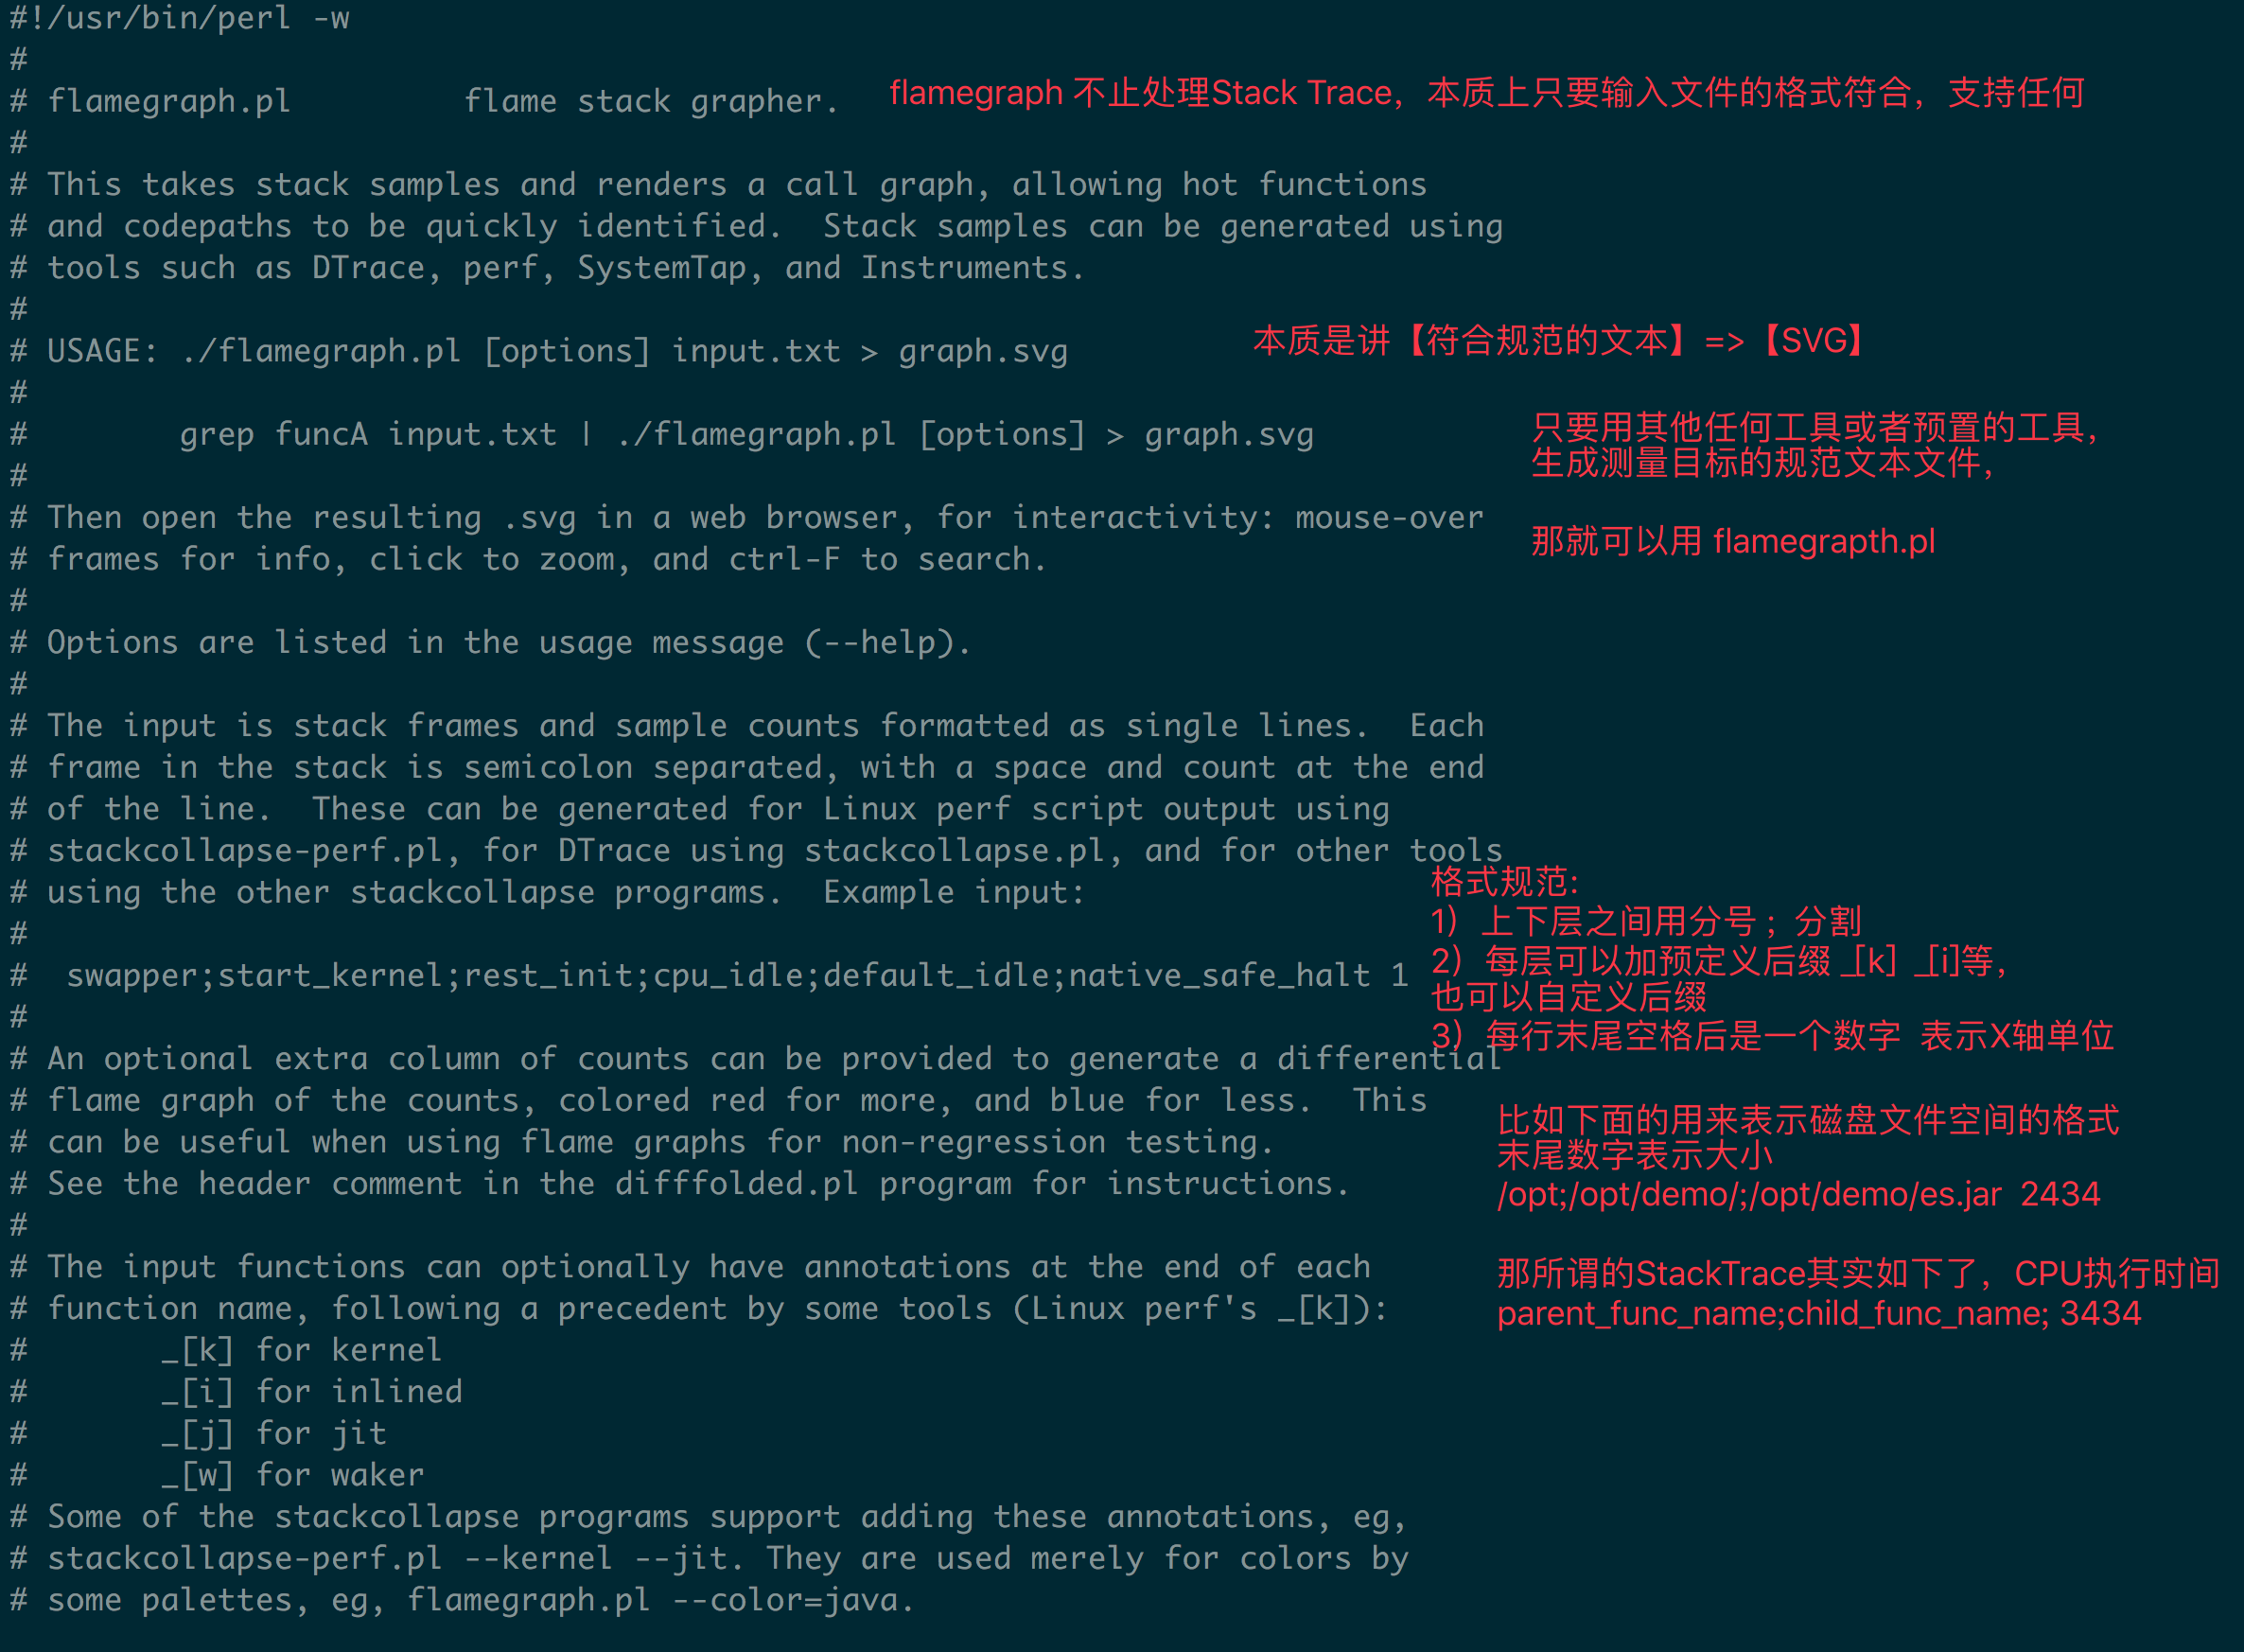 #!/usr/bin/perl -w
#
# flamegraph.pl         flame stack grapher.
flamegraph 不止处理Stack Trace，本质上只要输入文件的格式符合，支持任何
#
# This takes stack samples and renders a call graph, allowing hot functions
# and codepaths to be quickly identified.  Stack samples can be generated using
# tools such as DTrace, perf, SystemTap, and Instruments.
#
# USAGE: ./flamegraph.pl [options] input.txt > graph.svg
本质是讲【符合规范的文本】=>【SVG】
#
#        grep funcA input.txt | ./flamegraph.pl [options] > graph.svg
只要用其他任何工具或者预置的工具，
生成测量目标的规范文本文件，
#
# Then open the resulting .svg in a web browser, for interactivity: mouse-over
那就可以用 flamegrapth.pl
# frames for info, click to zoom, and ctrl-F to search.
#
# Options are listed in the usage message (--help).
#
# The input is stack frames and sample counts formatted as single lines.  Each
# frame in the stack is semicolon separated, with a space and count at the end
# of the line.  These can be generated for Linux perf script output using
# stackcollapse-perf.pl, for DTrace using stackcollapse.pl, and for other tools
# using the other stackcollapse programs.  Example input:
#
#  swapper;start_kernel;rest_init;cpu_idle;default_idle;native_safe_halt 1
#
格式规范：
1）上下层之间用分号；分割
2）每层可以加预定义后缀 _[k]  _[i]等，
也可以自定义后缀
3）每行末尾空格后是一个数字  表示X轴单位
# An optional extra column of counts can be provided to generate a differential
# flame graph of the counts, colored red for more, and blue for less.  This
# can be useful when using flame graphs for non-regression testing.
# See the header comment in the difffolded.pl program for instructions.
#
比如下面的用来表示磁盘文件空间的格式
末尾数字表示大小
/opt;/opt/demo/;/opt/demo/es.jar  2434
# The input functions can optionally have annotations at the end of each
# function name, following a precedent by some tools (Linux perf's _[k]):
那所谓的StackTrace其实如下了，CPU执行时间
parent_func_name;child_func_name; 3434
#       _[k] for kernel
#       _[i] for inlined
#       _[j] for jit
#       _[w] for waker
# Some of the stackcollapse programs support adding these annotations, eg,
# stackcollapse-perf.pl --kernel --jit. They are used merely for colors by
# some palettes, eg, flamegraph.pl --color=java.